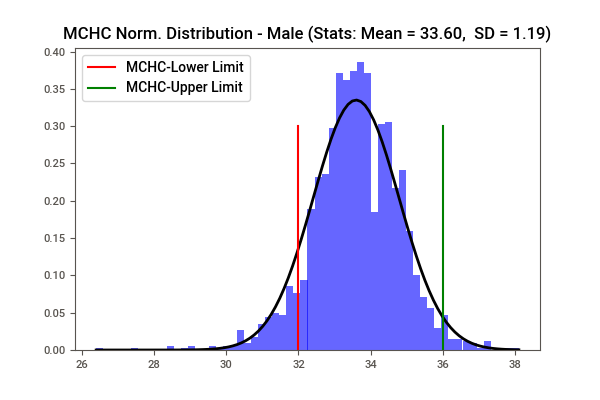 MCHC Norm. Distribution - Male (Stats: Mean = 33.60,  SD = 1.19)
MCHC-Lower Limit
MCHC-Upper Limit
0.40
0.35
0.30
0.25
0.20
0.15
0.10
0.05
0.00
26 28 30 32 34 36 38